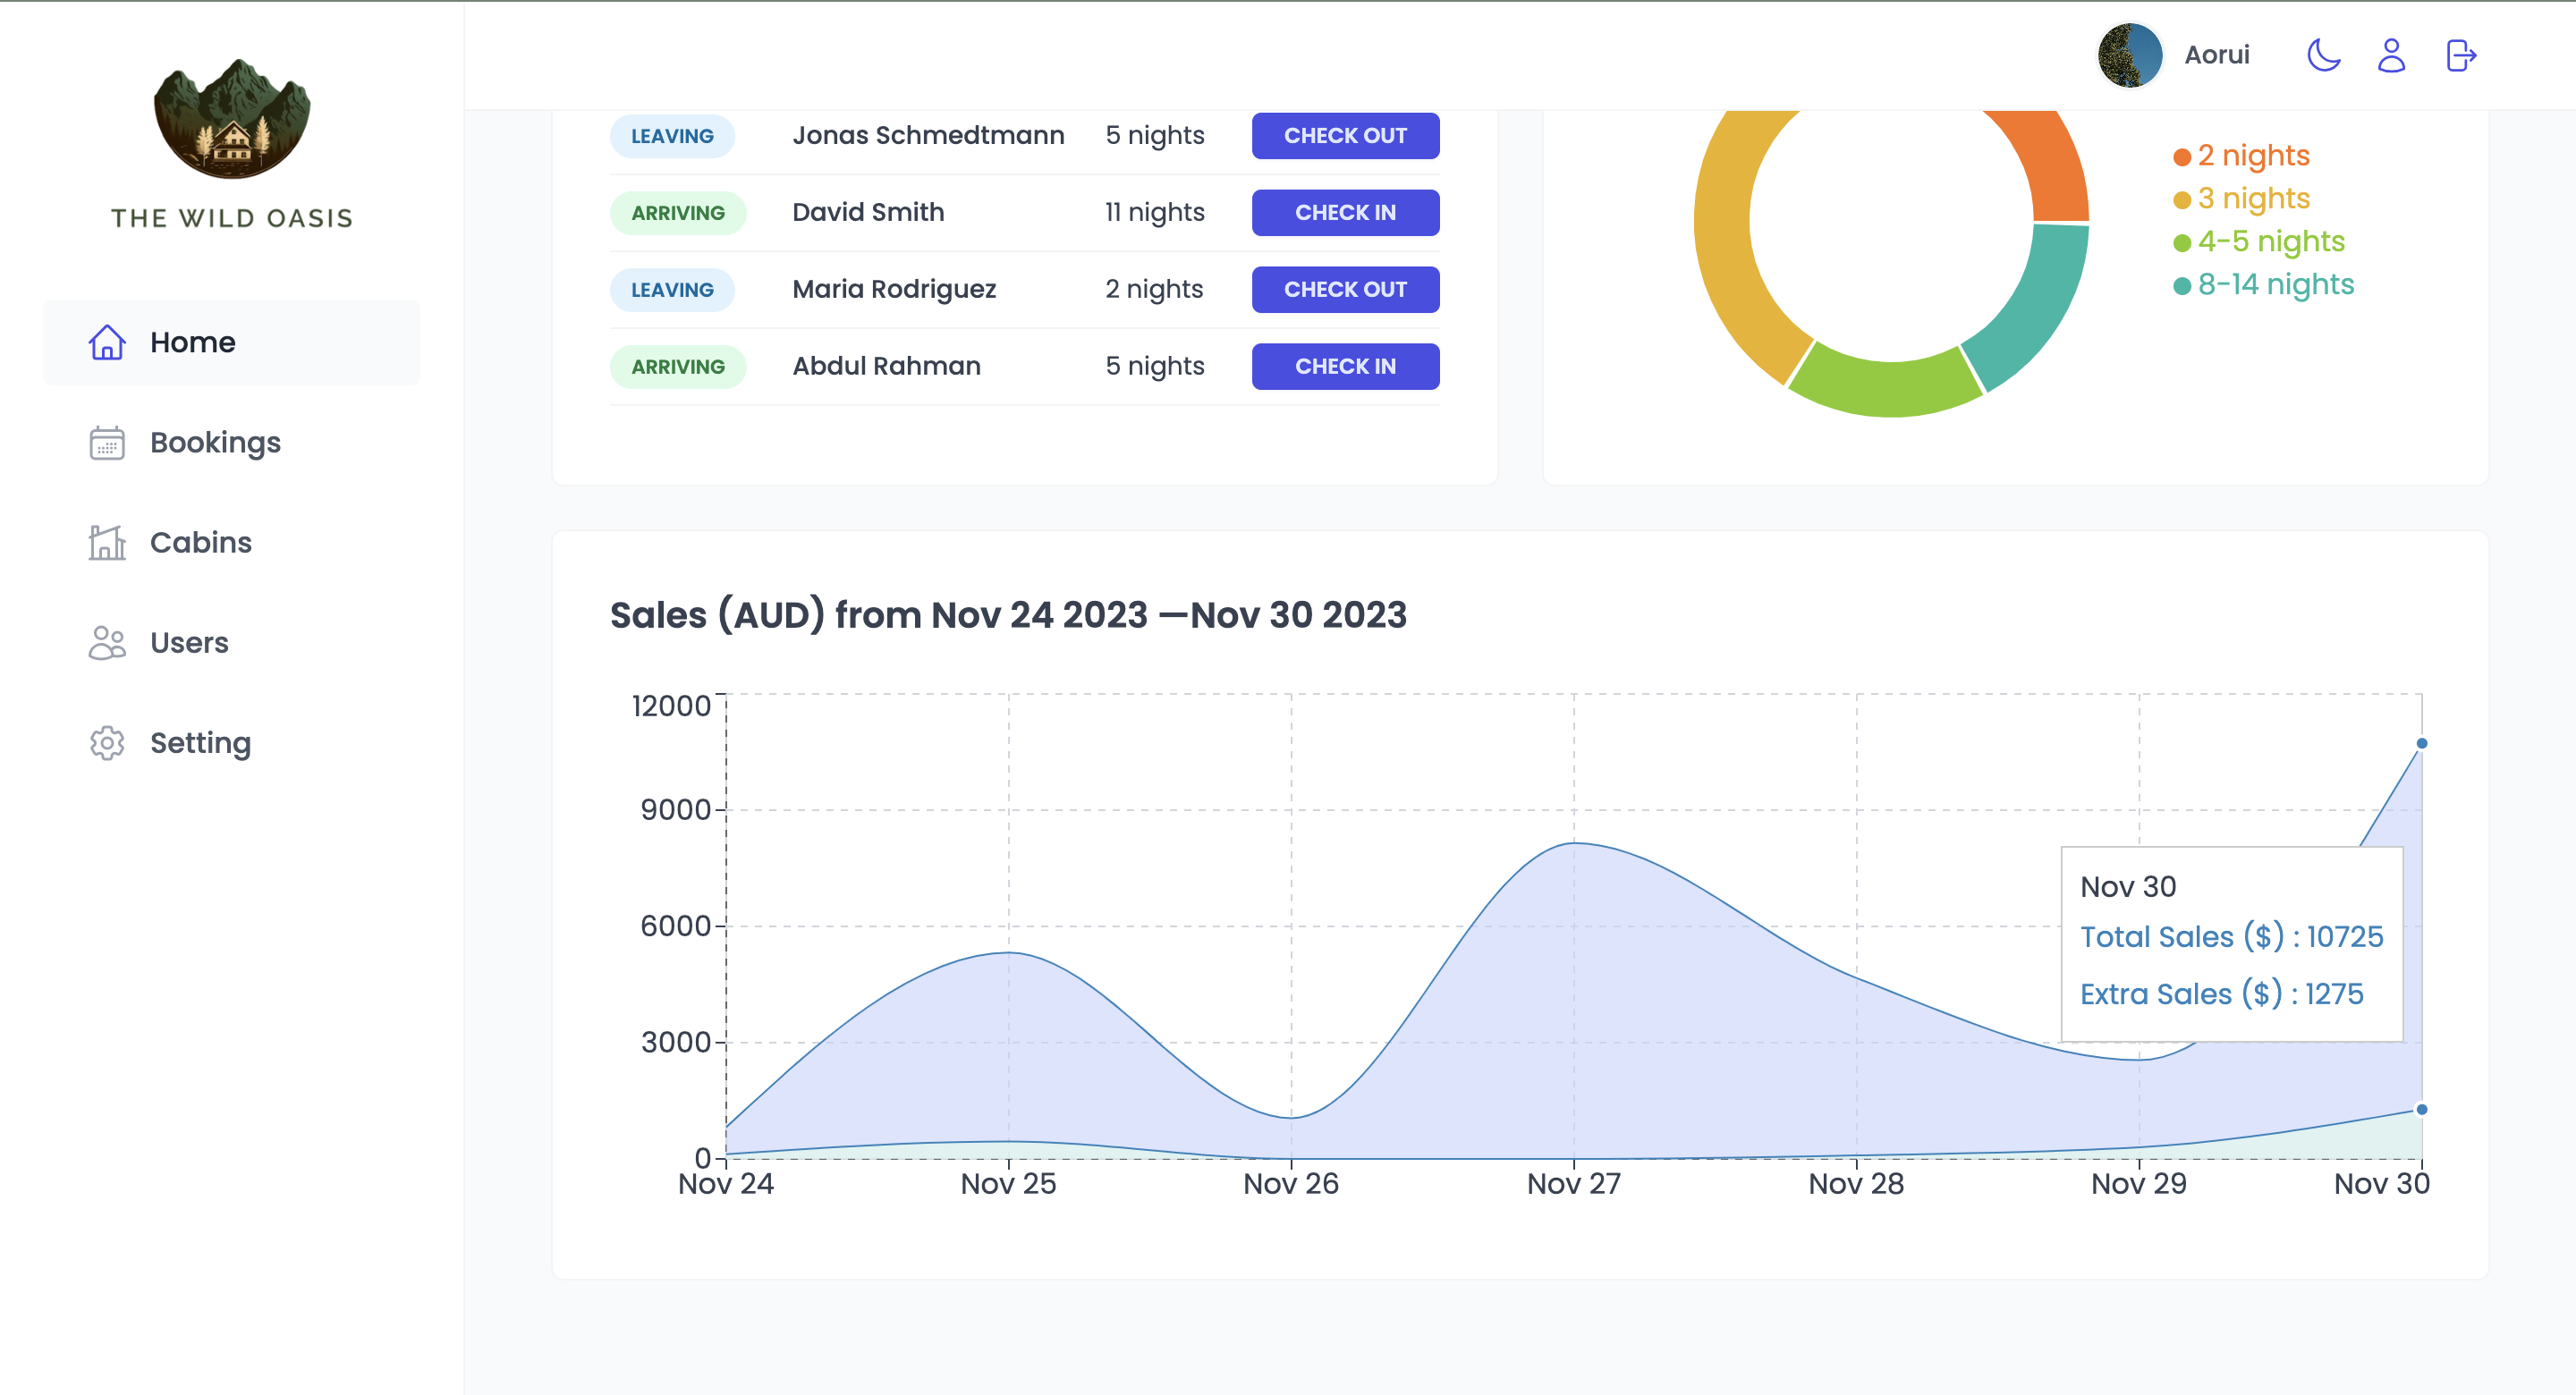 THE WILD OASIS
Home
Bookings
Cabins
Users
Setting
Aorui
LEAVING Jonas Schmedtmann 5 nights CHECK OUT
ARRIVING David Smith 11 nights CHECK IN
LEAVING Maria Rodriguez 2 nights CHECK OUT
ARRIVING Abdul Rahman 5 nights CHECK IN
2 nights
3 nights
4-5 nights
8-14 nights
Sales (AUD) from Nov 24 2023 —Nov 30 2023
12000
9000
6000
3000
0
Nov 24 Nov 25 Nov 26 Nov 27 Nov 28 Nov 29 Nov 30
Nov 30
Total Sales ($) : 10725
Extra Sales ($) : 1275